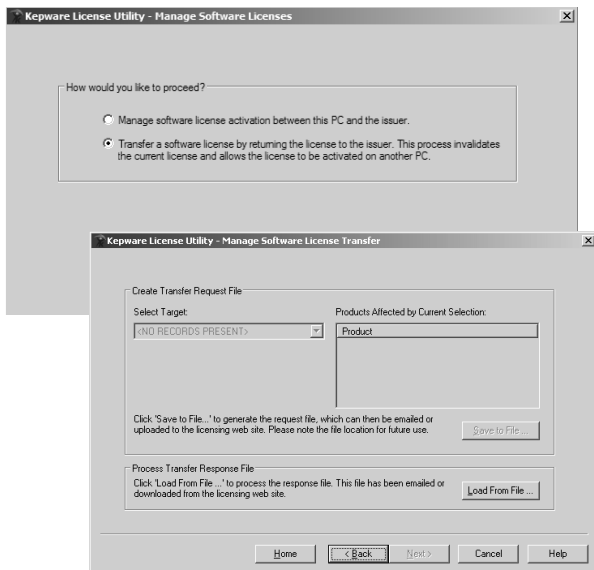 Kepware License Utility - Manage Software Licenses
How would you like to proceed?
Manage software license activation between this PC and the issuer.
Transfer a software license by returning the license to the issuer. This process invalidates
the current license and allows the license to be activated on another PC.
Kepware License Utility - Manage Software License Transfer
Create Transfer Request File
Select Target:
Products Affected by Current Selection:
<NO RECORDS PRESENT>
Product
Click 'Save to File...' to generate the request file, which can then be emailed or
uploaded to the licensing web site. Please note the file location for future use.
Save to File ...
Process Transfer Response File
Click 'Load From File ...' to process the response file. This file has been emailed or
downloaded from the licensing web site.
Load From File ...
Home
< Back
Next >
Cancel
Help